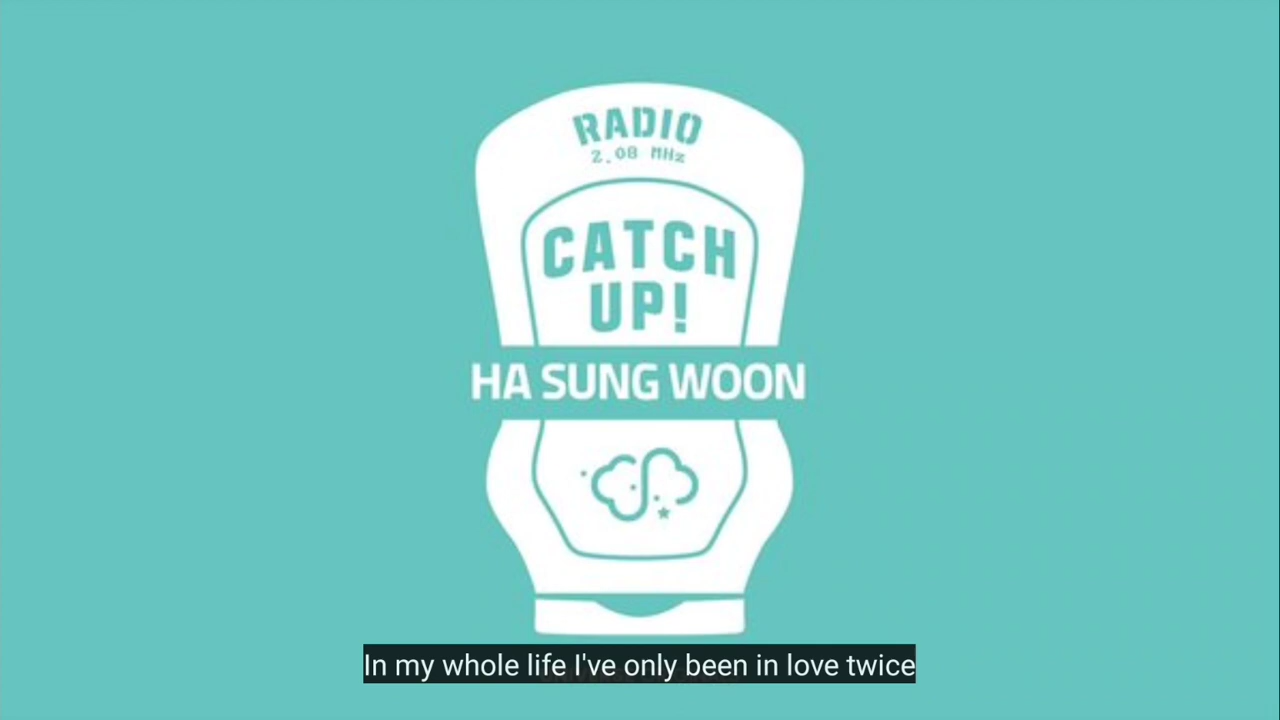 RADIO
2.08 MHz
CATCH
UP!
HA SUNG WOON
In my whole life I've only been in love twice